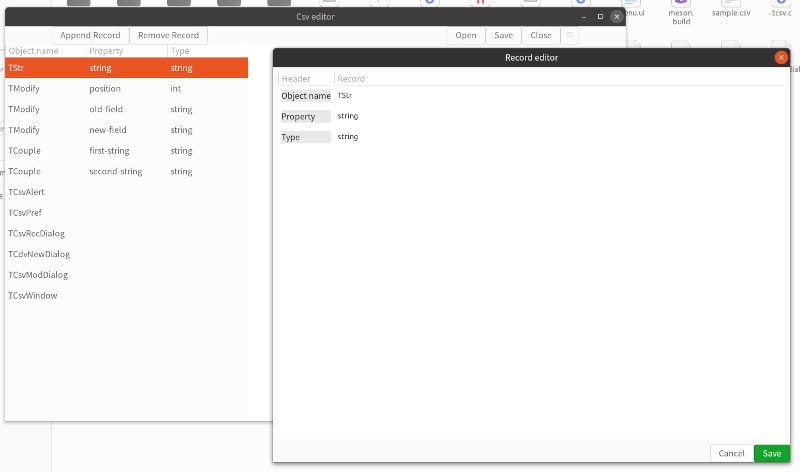 Csv editor
enu.ui
meson.
build
sample.csv
tcsv.c
Append Record
Remove Record
Open
Save
Close
Object name
Property
Type
TStr
string
string
TModify
position
int
TModify
old-field
string
TModify
new-field
string
TCouple
first-string
string
TCouple
second-string
string
TCsvAlert
TCsvPref
TCsvRecDialog
TCdvNewDialog
TCsvModDialog
TCsvWindow
Record editor
Header
Record
Object name
TStr
Property
string
Type
string
Cancel
Save